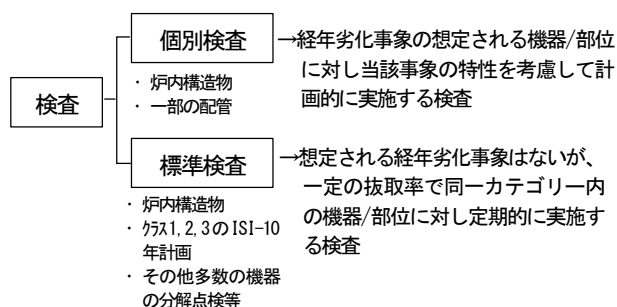 検査
個別検査
・ 炉内構造物
・ 一部の配管
→経年劣化事象の想定される機器/部位
に対し当該事象の特性を考慮して計
画的に実施する検査
標準検査
・ 炉内構造物
・ ｸﾗｽ1, 2, 3の ISI-10
年計画
・ その他多数の機器
の分解点検等
→想定される経年劣化事象はないが、
一定の抜取率で同一カテゴリー内
の機器/部位に対し定期的に実施す
る検査